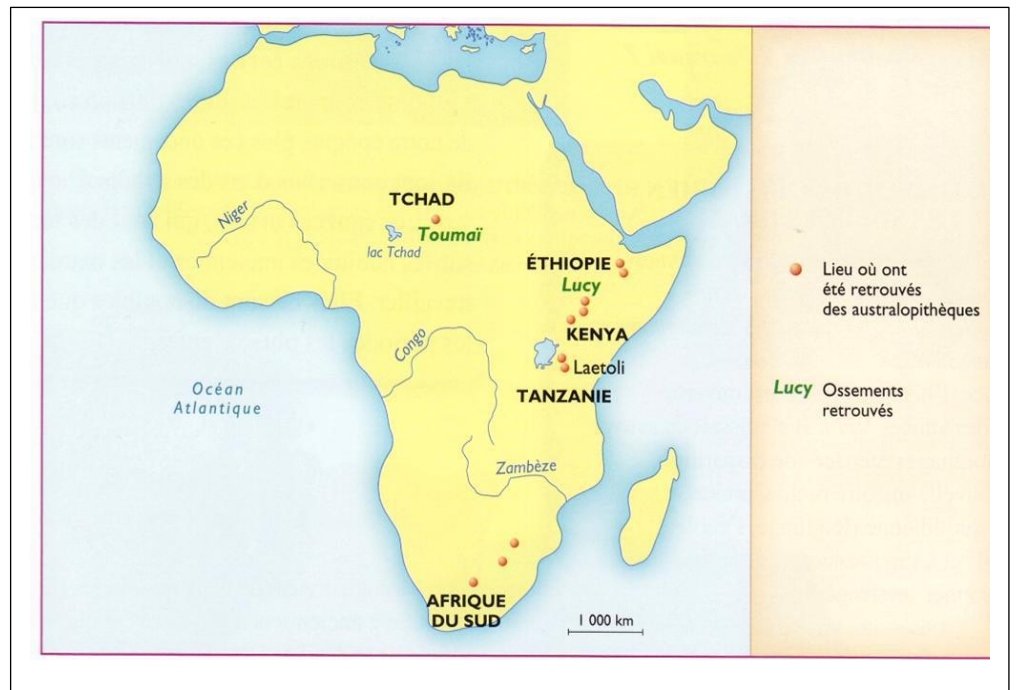 TCHAD
Toumaï
lac Tchad
Niger
ÉTHIOPIE
Lucy
KENYA
Laetoli
TANZANIE
Congo
Océan
Atlantique
Zambèze
AFRIQUE
DU SUD
1 000 km
Lieu où ont
été retrouvés
des australopithèques
Lucy Ossements
retrouvés